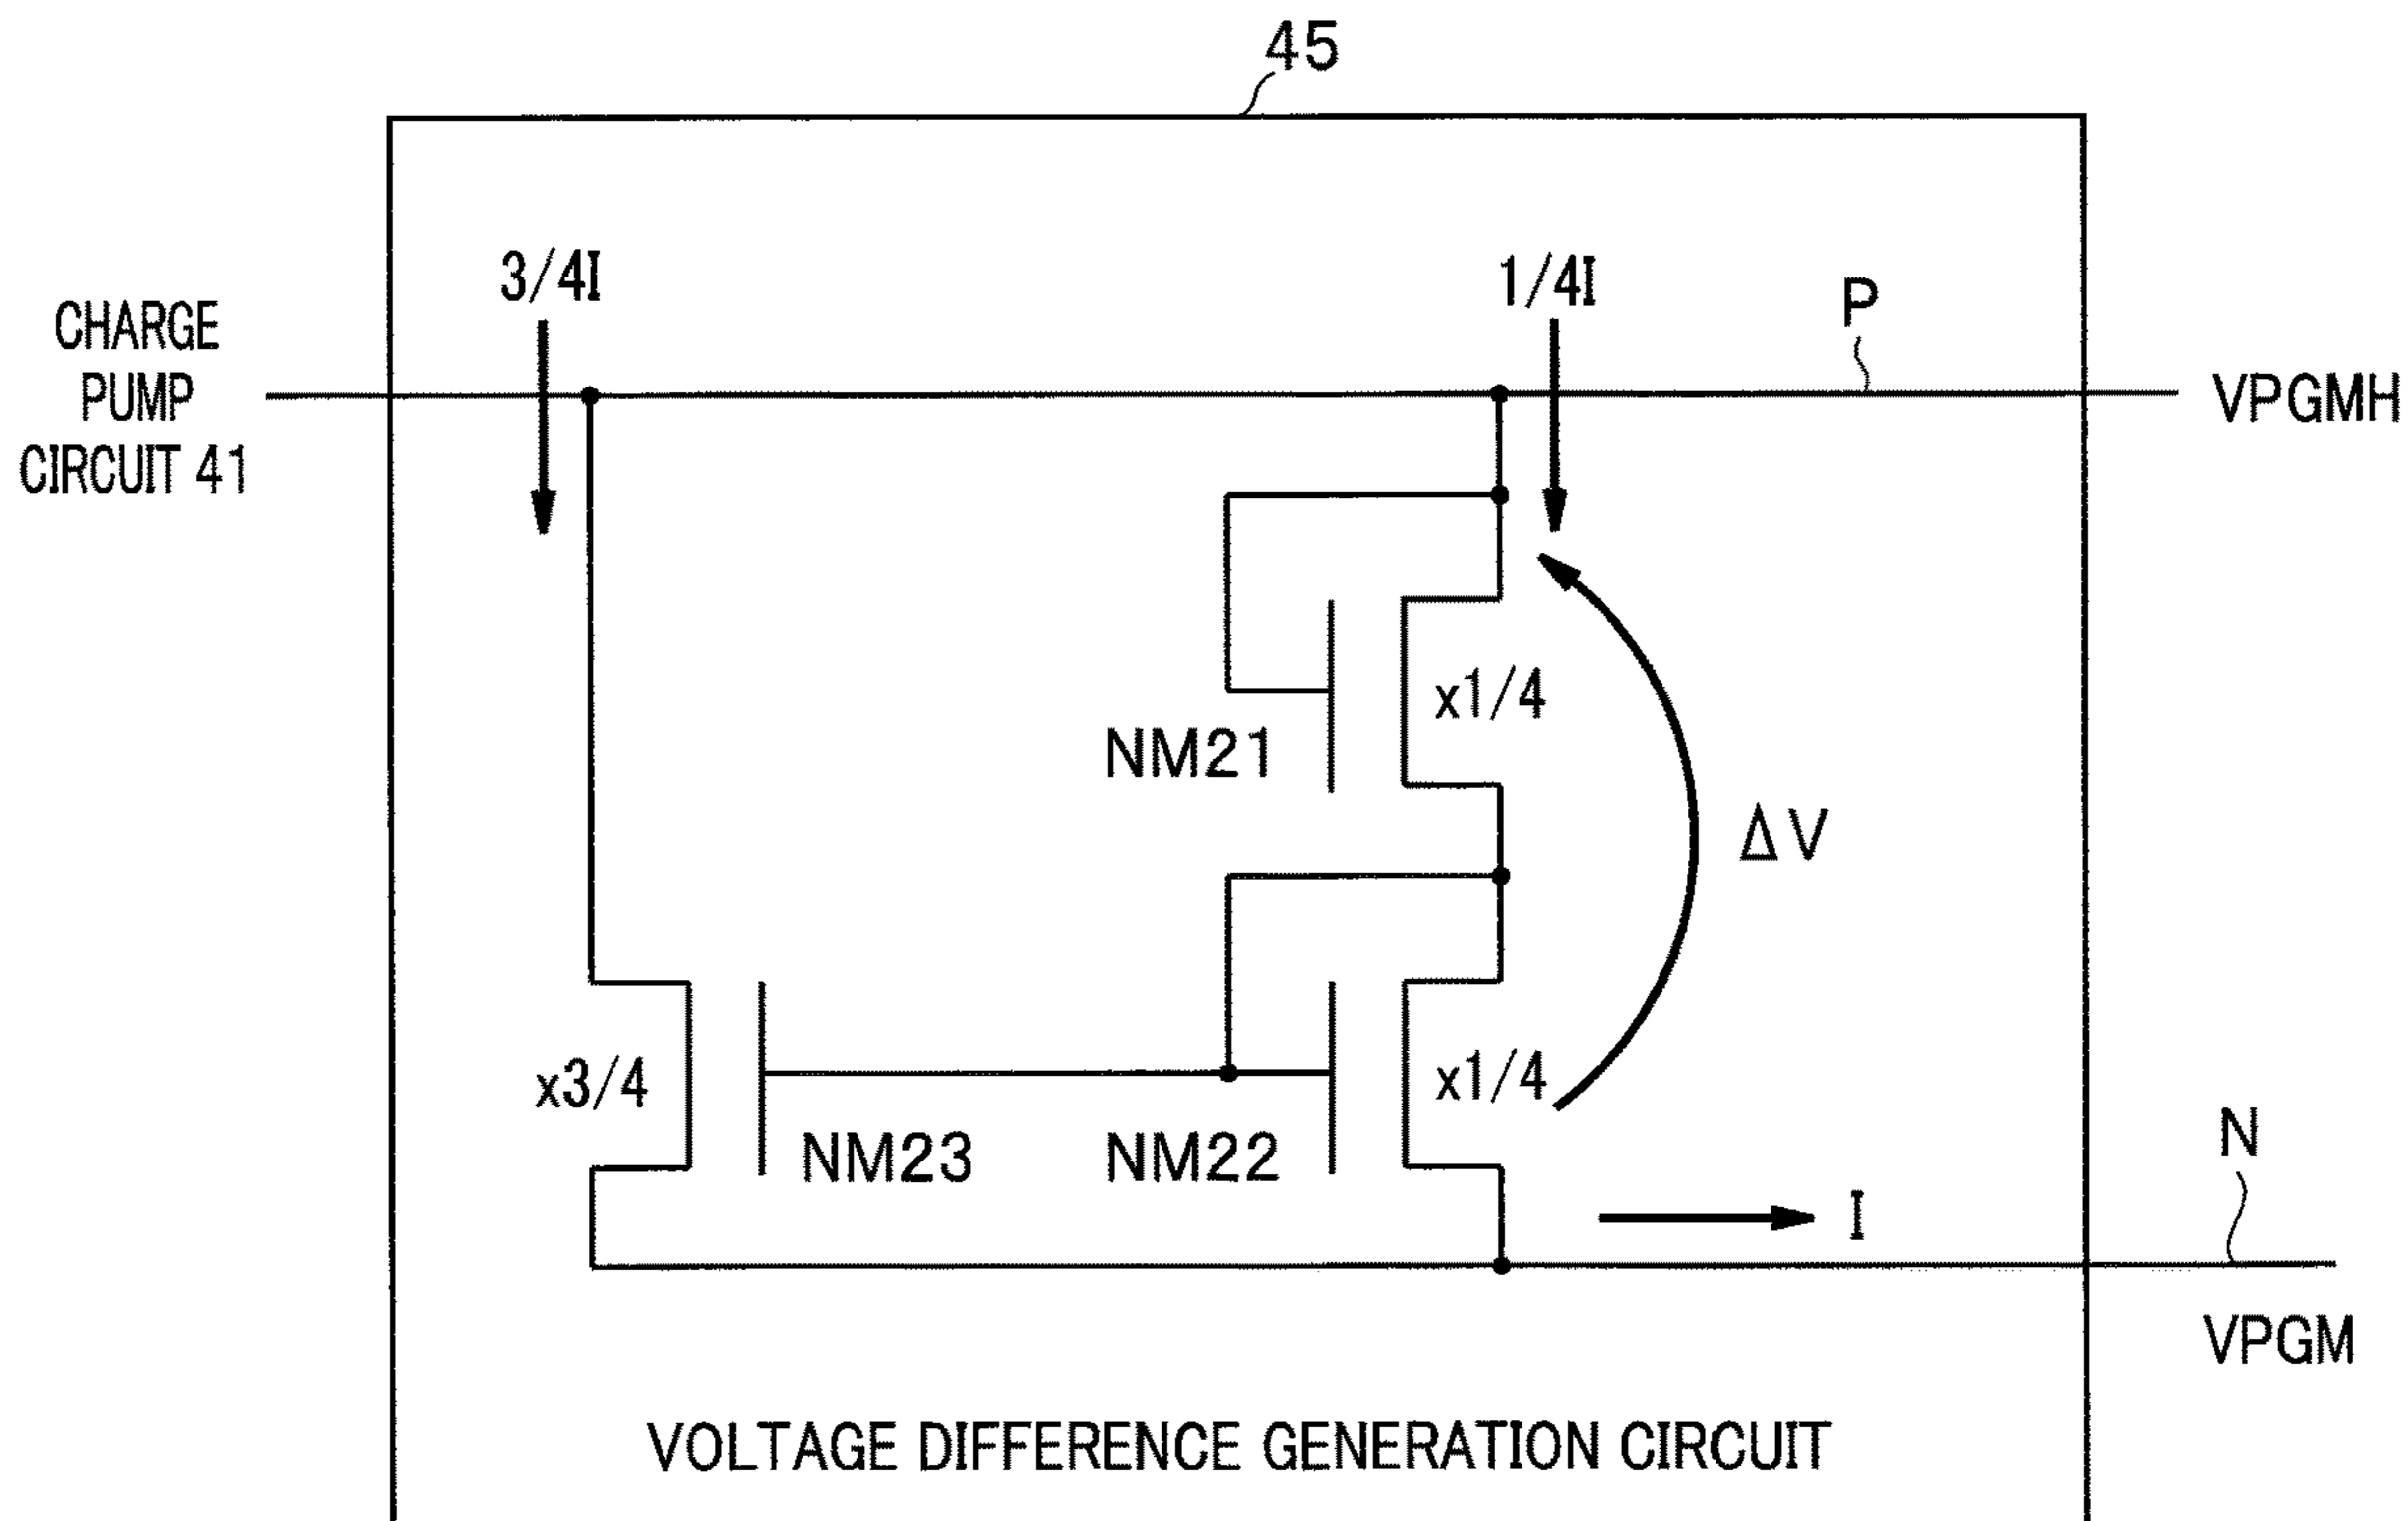 45
3/4I
1/4I
P
CHARGE
PUMP
CIRCUIT 41
VPGMH
x1/4
NM21
ΔV
x3/4
NM23
NM22
x1/4
N
I
VPGM
VOLTAGE DIFFERENCE GENERATION CIRCUIT